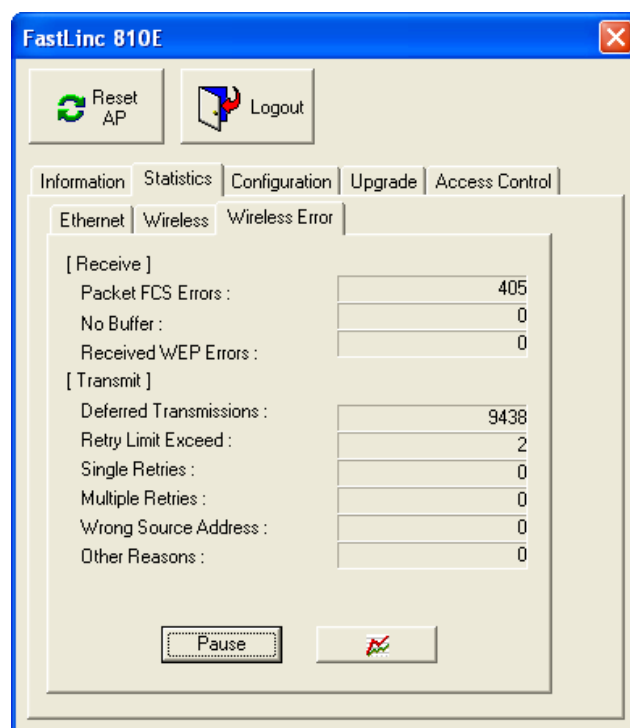 FastLinc 810E
Reset
AP
Logout
Information Statistics Configuration Upgrade Access Control
Ethernet Wireless Wireless Error
[ Receive ]
Packet FCS Errors : 405
No Buffer : 0
Received WEP Errors : 0
[ Transmit ]
Deferred Transmissions : 9438
Retry Limit Exceed : 2
Single Retries : 0
Multiple Retries : 0
Wrong Source Address : 0
Other Reasons : 0
Pause